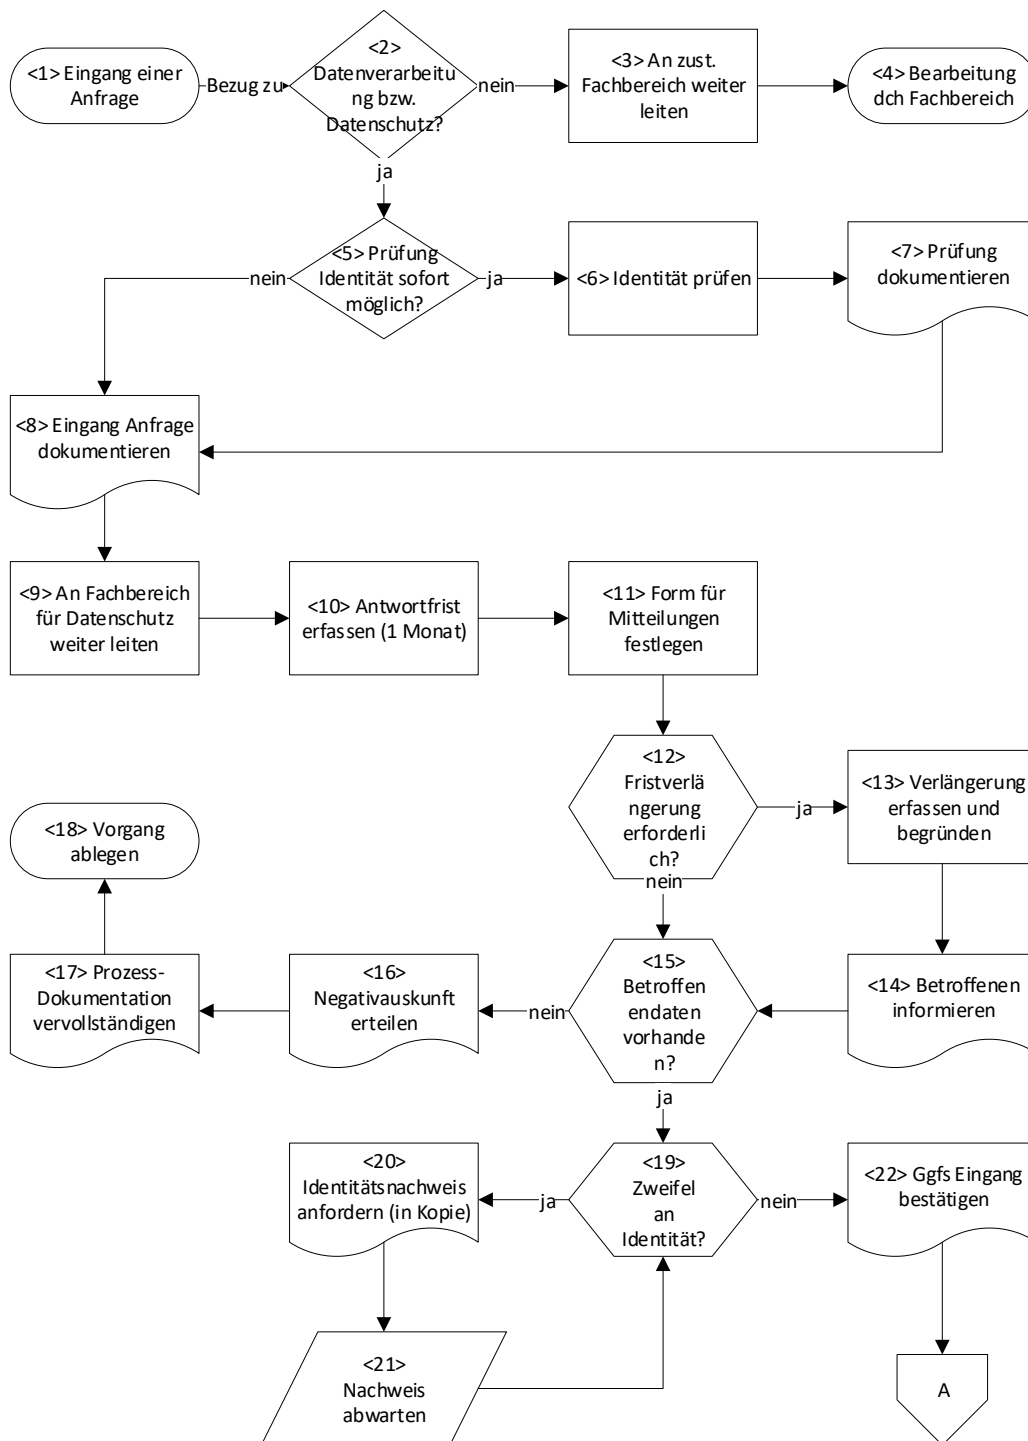 <1> Eingang einer
Anfrage
Bezug zu
<2>
Datenverarbeitu
ng bzw.
Datenschutz?
nein
<3> An zust.
Fachbereich weiter
leiten
<4> Bearbeitung
dch Fachbereich
ja
<5> Prüfung
Identität sofort
möglich?
nein
ja
<6> Identität prüfen
<7> Prüfung
dokumentieren
<8> Eingang Anfrage
dokumentieren
<9> An Fachbereich
für Datenschutz
weiter leiten
<10> Antwortfrist
erfassen (1 Monat)
<11> Form für
Mitteilungen
festlegen
<12>
Fristverlä
ngerung
erforderli
ch?
ja
<13> Verlängerung
erfassen und
begründen
nein
<18> Vorgang
ablegen
<17> Prozess-
Dokumentation
vervollständigen
<16>
Negativauskunft
erteilen
nein
<15>
Betroffen
endaten
vorhande
n?
<14> Betroffenen
informieren
ja
<20>
Identitätsnachweis
anfordern (in Kopie)
ja
<19>
Zweifel
an
Identität?
nein
<22> Ggfs Eingang
bestätigen
<21>
Nachweis
abwarten
A